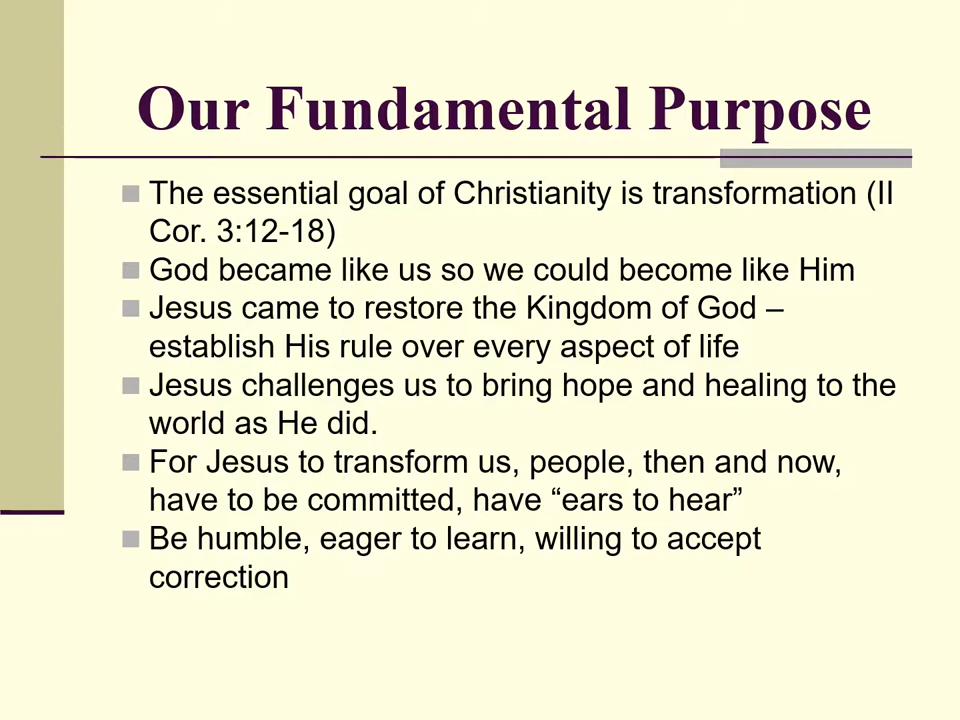 Our Fundamental Purpose
The essential goal of Christianity is transformation (II
Cor. 3:12-18)
God became like us so we could become like Him
Jesus came to restore the Kingdom of God –
establish His rule over every aspect of life
Jesus challenges us to bring hope and healing to the
world as He did.
For Jesus to transform us, people, then and now,
have to be committed, have “ears to hear”
Be humble, eager to learn, willing to accept
correction